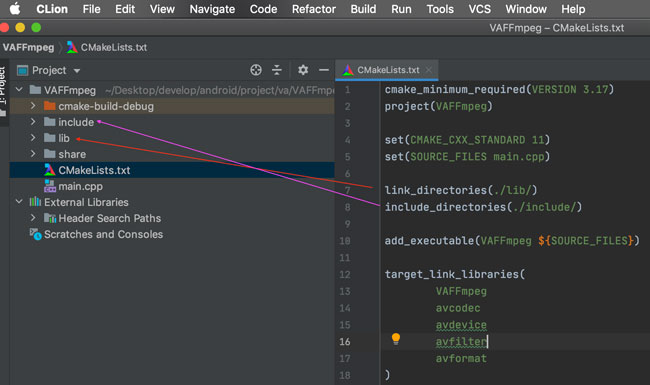 CLion File Edit View Navigate Code Refactor Build Run Tools VCS Window Help
VAFFmpeg – CMakeLists.txt
VAFFmpeg CMakeLists.txt
Project
CMakeLists.txt
1: Project
VAFFmpeg ~/Desktop/develop/android/project/va/VAFFmpe
cmake-build-debug
include
lib
share
CMakeLists.txt
main.cpp
External Libraries
Header Search Paths
Scratches and Consoles
1 cmake_minimum_required(VERSION 3.17)
2 project(VAFFmpeg)
3
4 set(CMAKE_CXX_STANDARD 11)
5 set(SOURCE_FILES main.cpp)
6
7 link_directories(./lib/)
8 include_directories(./include/)
9
10 add_executable(VAFFmpeg ${SOURCE_FILES})
11
12 target_link_libraries(
13 VAFFmpeg
14 avcodec
15 avdevice
16 avfilter
17 avformat
18 )